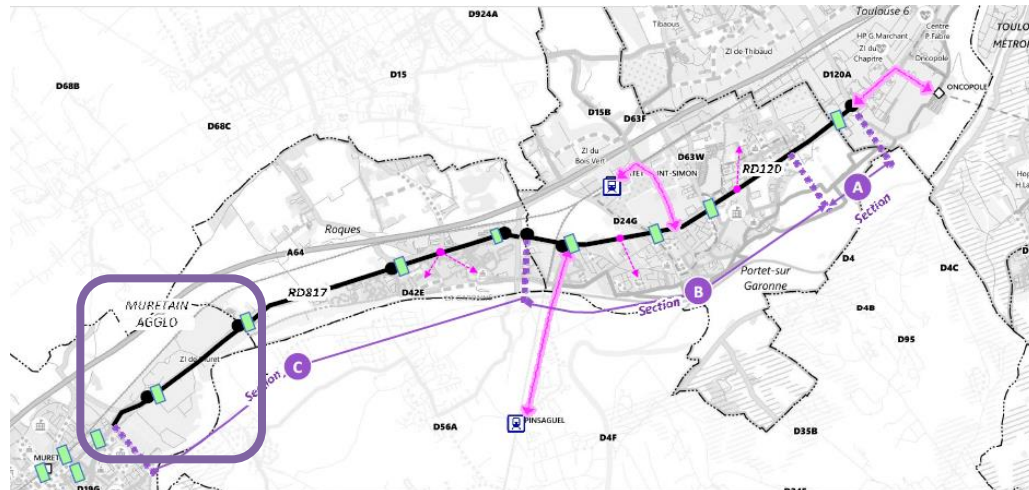 D924A
Toulouse 6
Centre
P. Fabre
TOULO
MÉTROP
Tibaous
HP G.Marchant
ZI du
Chapitre
Oncopole
ZI de Thibaud
D68B
D15
D120A
ONCOPOLE
D68C
D15B
D63F
ZI du
Bois Vert
D63W
INT-SIMON
RD120
A
Section
D24G
Roques
A64
Portet-sur
Garonne
D4
D4C
B
Section
MURETAIN
AGGLO
RD817
D42E
D4B
D95
ZI de Muret
C
Section
PINSAGUEL
D56A
D4F
D35B
MURET
D19G